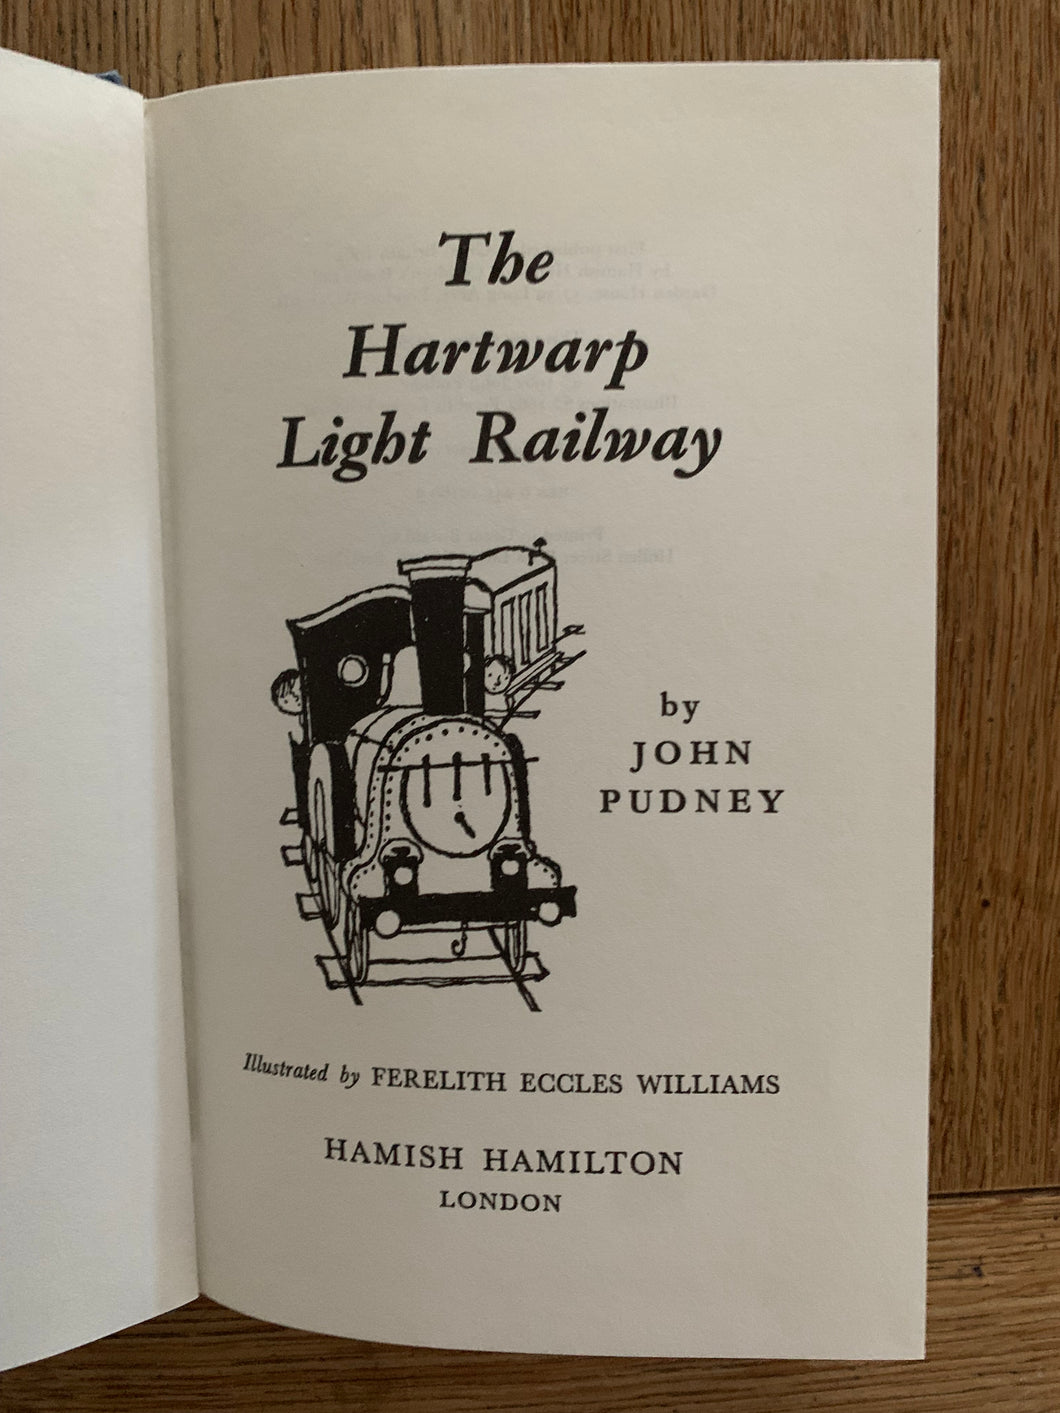 The
Hartwarp
Light Railway
by
JOHN
PUDNEY
Illustrated by FERELITH ECCLES WILLIAMS
HAMISH HAMILTON
LONDON